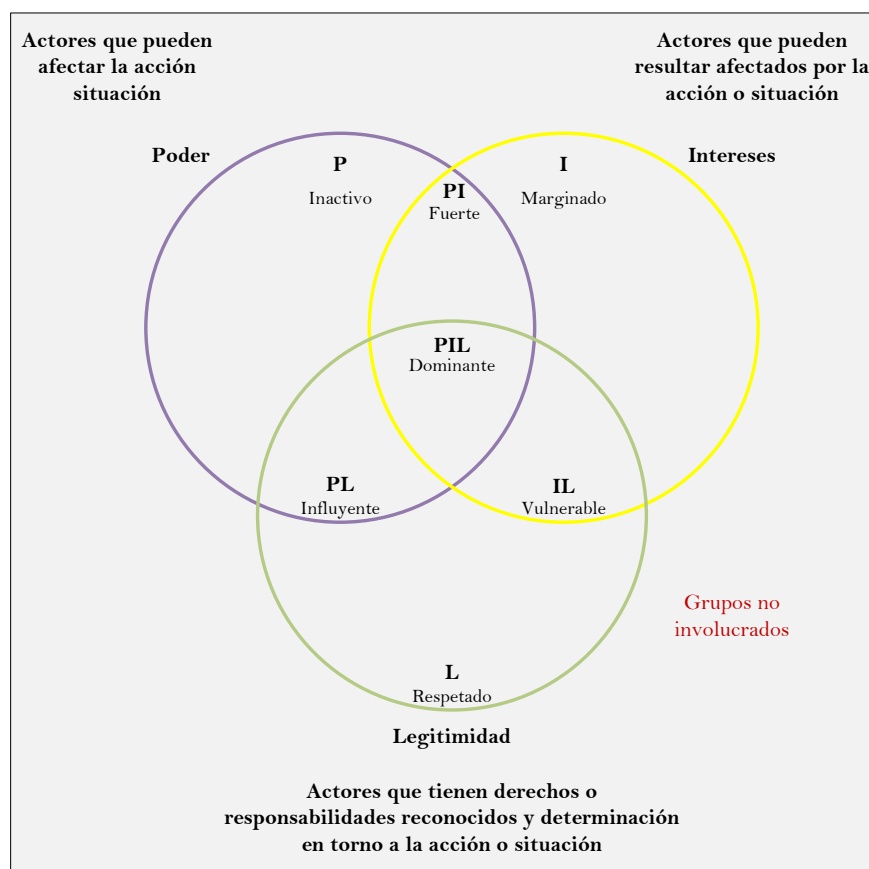 Actores que pueden
afectar la acción
situación
Actores que pueden
resultar afectados por la
acción o situación
Poder
P
Inactivo
PI
Fuerte
I
Marginado
Intereses
PIL
Dominante
PL
Influyente
IL
Vulnerable
Grupos no
involucrados
L
Respetado
Legitimidad
Actores que tienen derechos o
responsabilidades reconocidos y determinación
en torno a la acción o situación